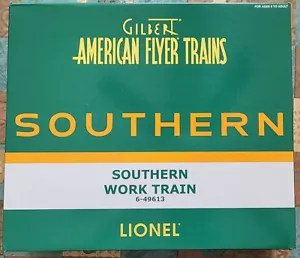 FOR AGES 8 TO ADULT
GILBERT
AMERICAN FLYER TRAINS
SOUTHERN
SOUTHERN
WORK TRAIN
6-49613
LIONEL